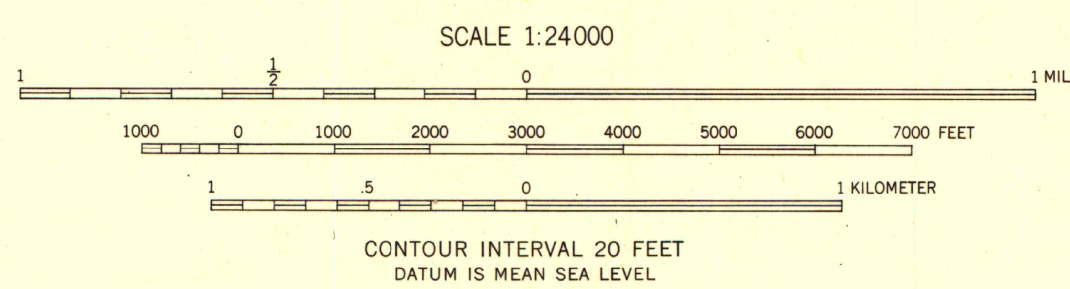 SCALE 1:24000
1 1/2 0 1 MIL
1000 0 1000 2000 3000 4000 5000 6000 7000 FEET
1 .5 0 1 KILOMETER
CONTOUR INTERVAL 20 FEET
DATUM IS MEAN SEA LEVEL